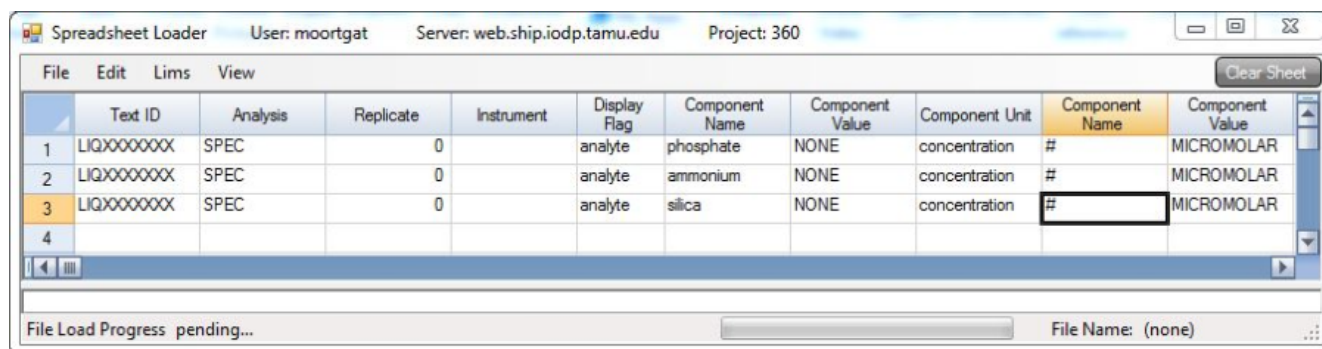 Spreadsheet Loader User: moortgat Server: web.ship.iodp.tamu.edu Project: 360
File Edit Lims View Clear Sheet
Text ID Analysis Replicate Instrument Display Flag Component Name Component Value Component Unit Component Name Component Value
1 LIQXXXXXXX SPEC 0 analyte phosphate NONE concentration # MICROMOLAR
2 LIQXXXXXXX SPEC 0 analyte ammonium NONE concentration # MICROMOLAR
3 LIQXXXXXXX SPEC 0 analyte silica NONE concentration # MICROMOLAR
4
File Load Progress pending... File Name: (none)